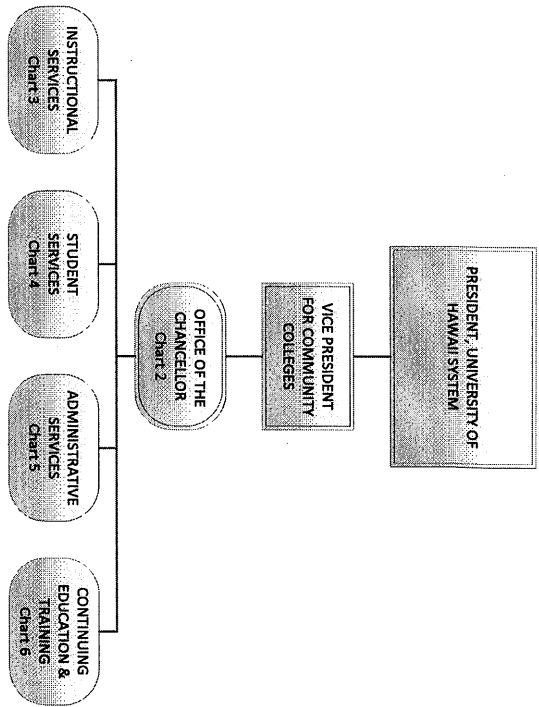 PRESIDENT, UNIVERSITY OF
HAWAII SYSTEM
VICE PRESIDENT
FOR COMMUNITY
COLLEGES
OFFICE OF THE
CHANCELLOR
Chart 2
INSTRUCTIONAL
SERVICES
Chart 3
STUDENT
SERVICES
Chart 4
ADMINISTRATIVE
SERVICES
Chart 5
CONTINUING
EDUCATION &
TRAINING
Chart 6